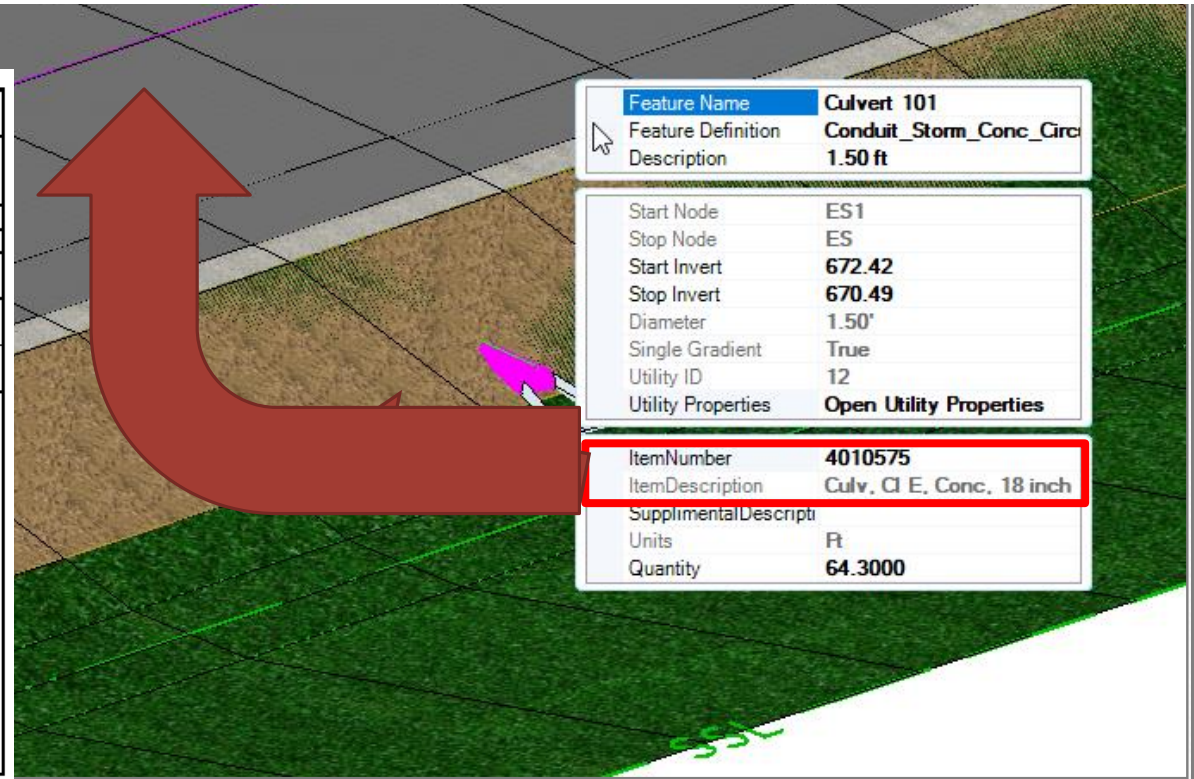 Feature Name Culvert 101
Feature Definition Conduit_Storm_Conc_Circ
Description 1.50 ft
Start Node ES1
Stop Node ES
Start Invert 672.42
Stop Invert 670.49
Diameter 1.50'
Single Gradient True
Utility ID 12
Utility Properties Open Utility Properties
ItemNumber 4010575
ItemDescription Culv, Cl E, Conc, 18 inch
SupplimentalDescripti
Units Ft
Quantity 64.3000
SSL